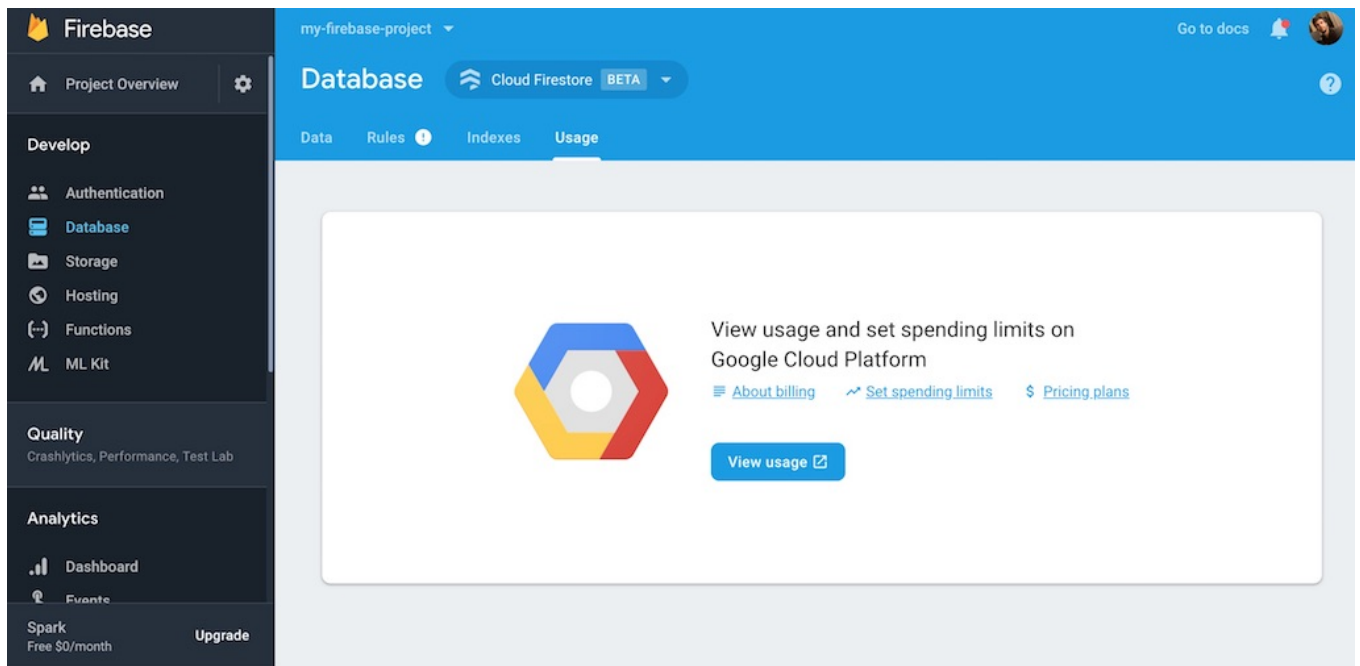 Firebase
my-firebase-project
Go to docs
Project Overview
Database
Cloud Firestore BETA
?
Develop
Data Rules ! Indexes Usage
Authentication
Database
Storage
Hosting
Functions
ML Kit
View usage and set spending limits on
Google Cloud Platform
About billing Set spending limits $ Pricing plans
View usage
Quality
Crashlytics, Performance, Test Lab
Analytics
Dashboard
Events
Spark
Free $0/month
Upgrade